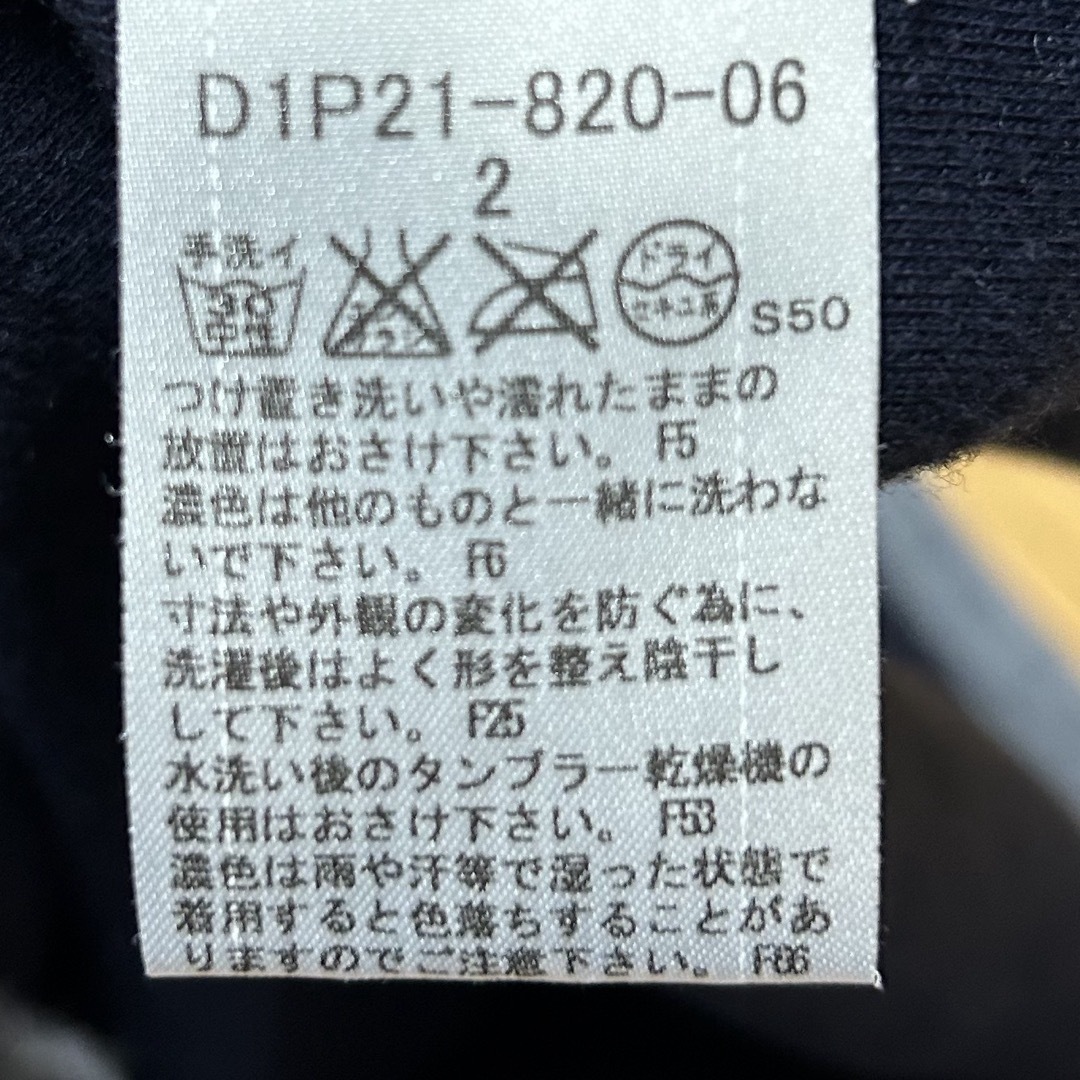 D1P21-820-06
2
手洗イ
30
中性
エンソ
サラシ
ドライ
セキユ系
S50
つけ置き洗いや濡れたままの
放置はおさけ下さい。 F5
濃色は他のものと一緒に洗わな
いで下さい。 F6
寸法や外観の変化を防ぐ為に、
洗濯後はよく形を整え陰干し
して下さい。 F25
水洗い後のタンブラー乾燥機の
使用はおさけ下さい。 F53
濃色は雨や汗等で湿った状態で
着用すると色落ちすることがあ
りますのでご注意下さい。 F66